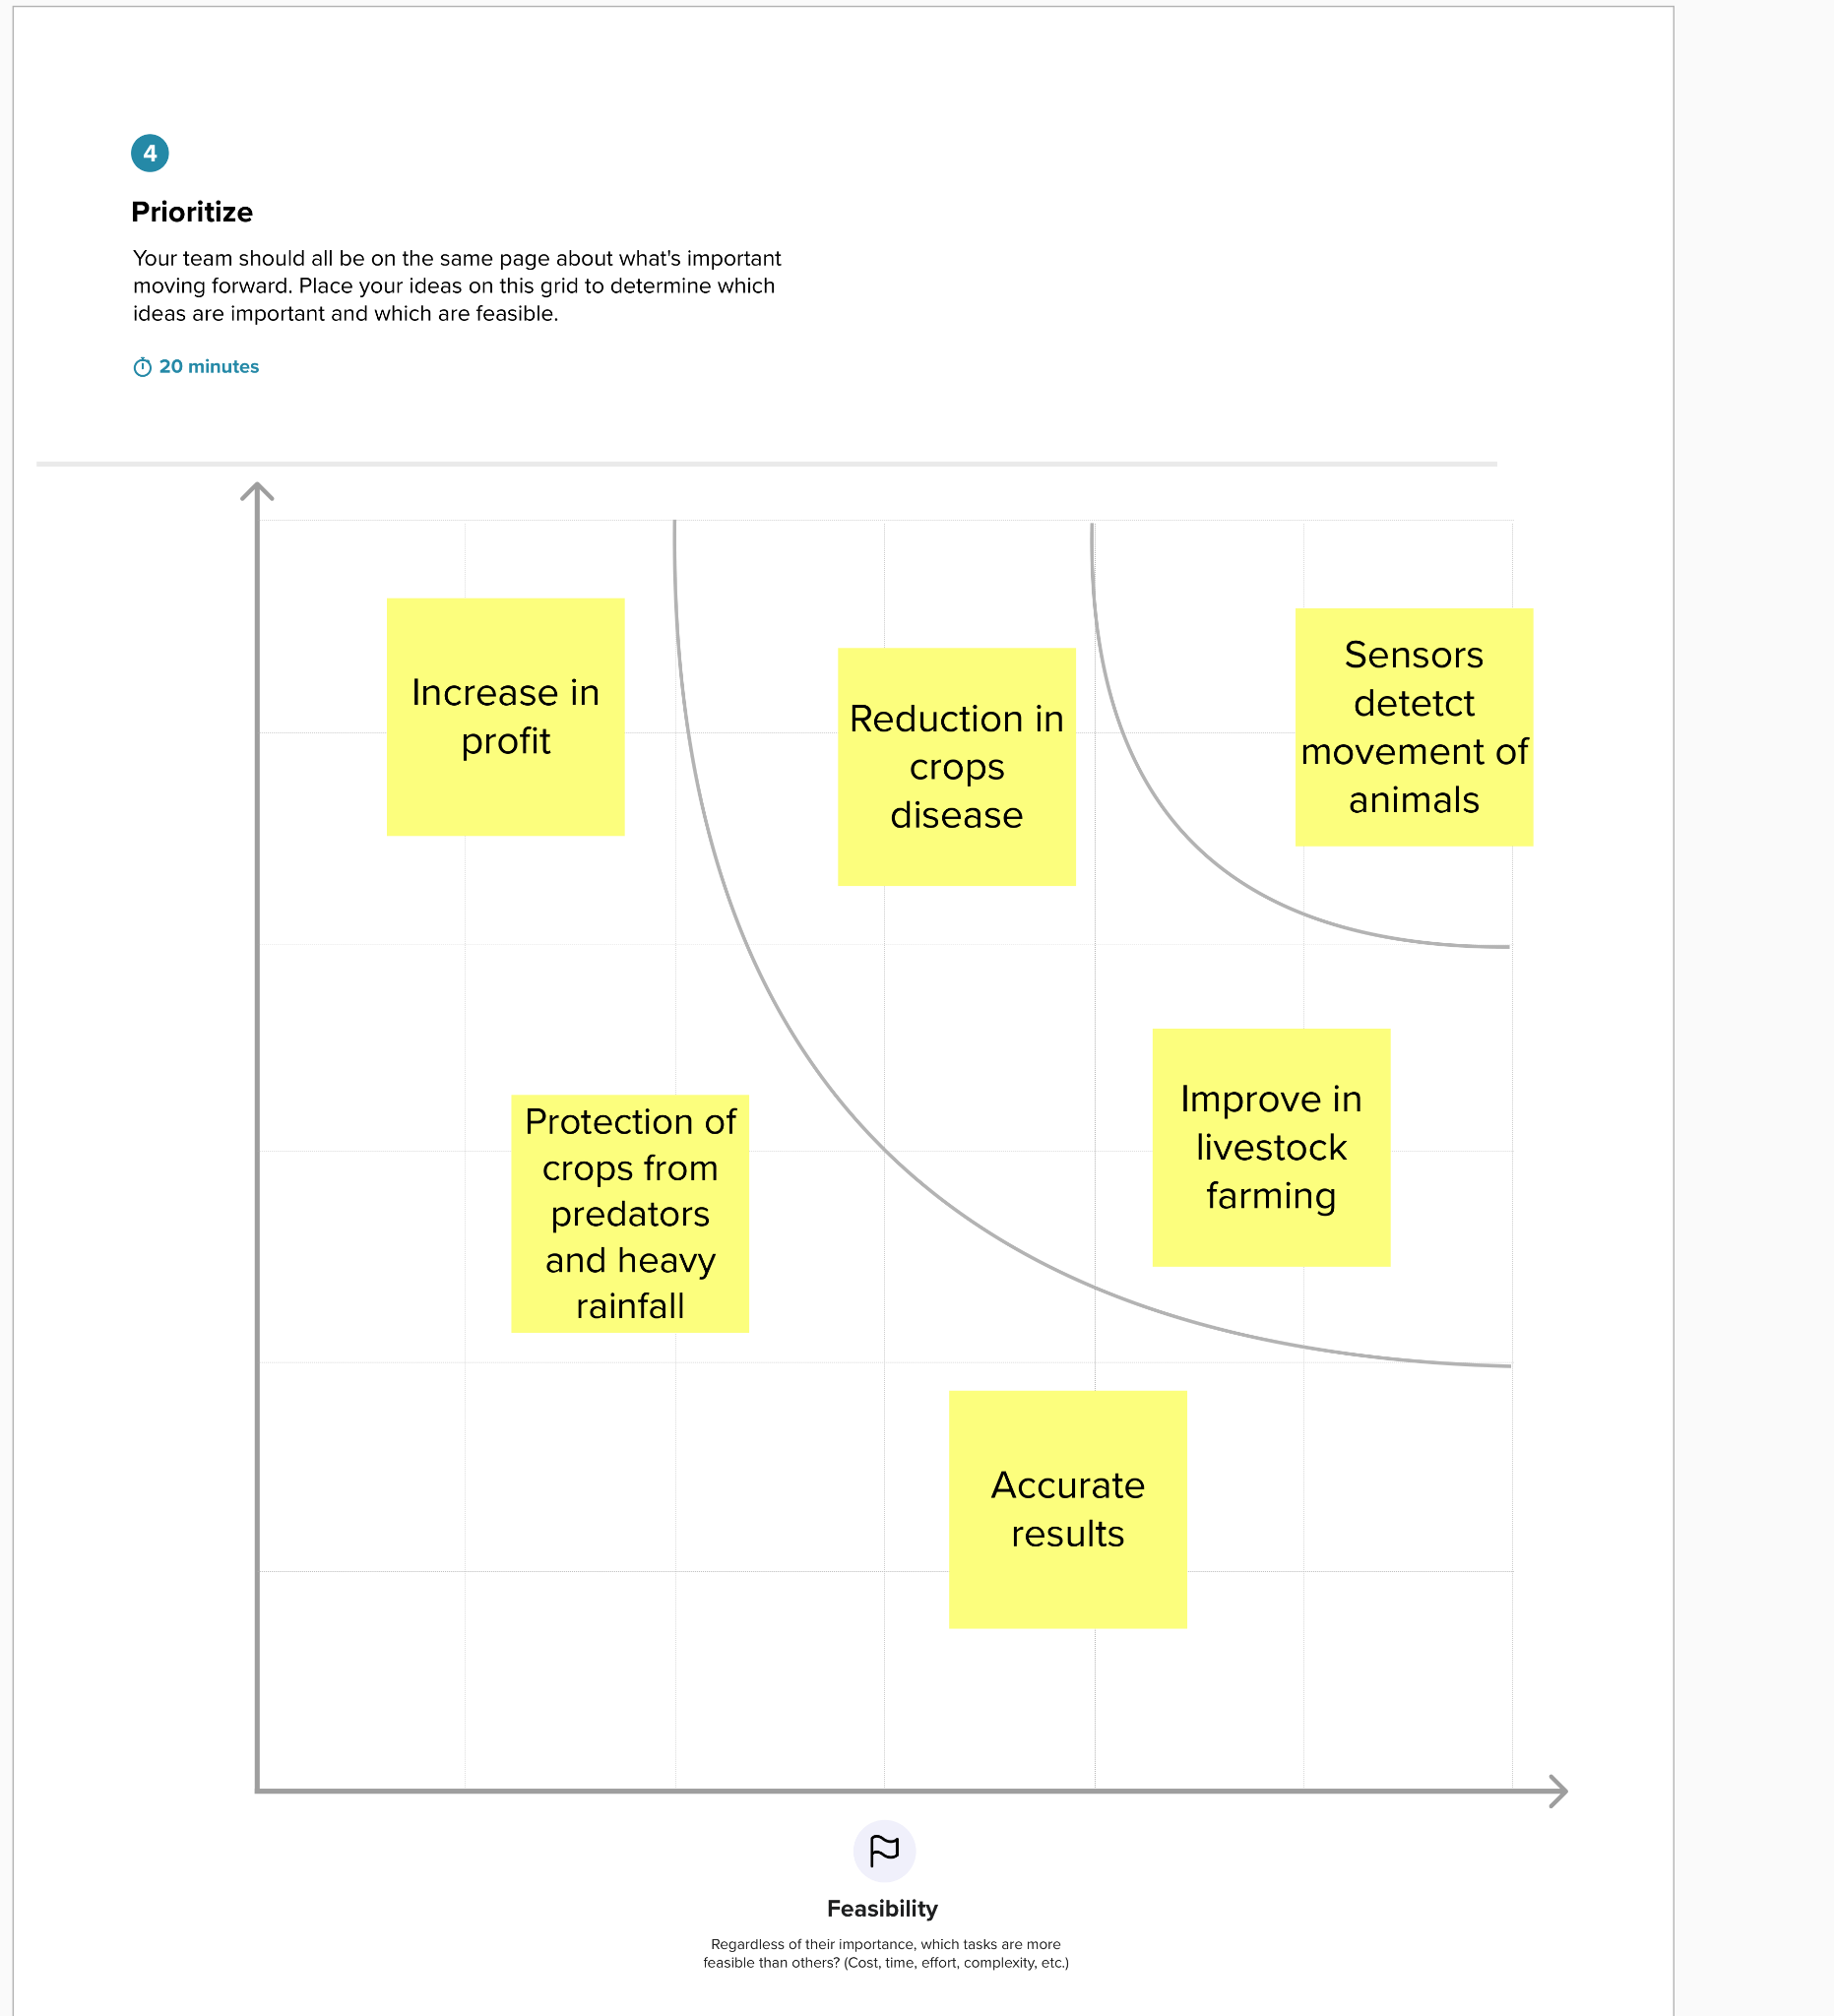 4
Prioritize
Your team should all be on the same page about what's important
moving forward. Place your ideas on this grid to determine which
ideas are important and which are feasible.
20 minutes
Increase in
profit
Reduction in
crops
disease
Sensors
detetct
movement of
animals
Protection of
crops from
predators
and heavy
rainfall
Improve in
livestock
farming
Accurate
results
Feasibility
Regardless of their importance, which tasks are more
feasible than others? (Cost, time, effort, complexity, etc.)